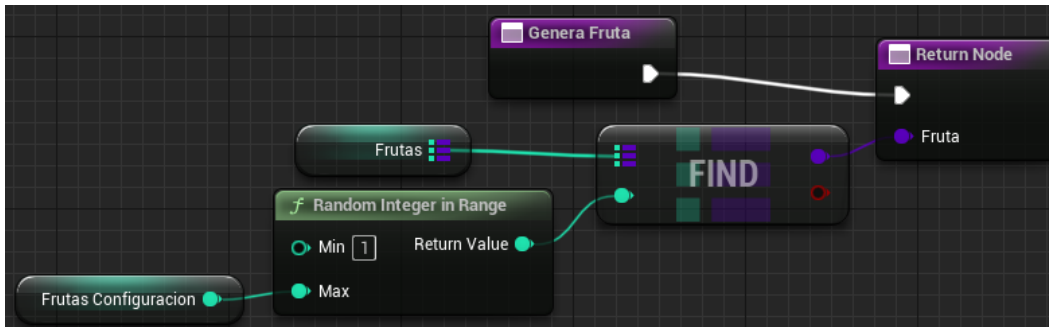 Genera Fruta
Return Node
Frutas
FIND
Fruta
f Random Integer in Range
Min 1
Return Value
Frutas Configuracion
Max